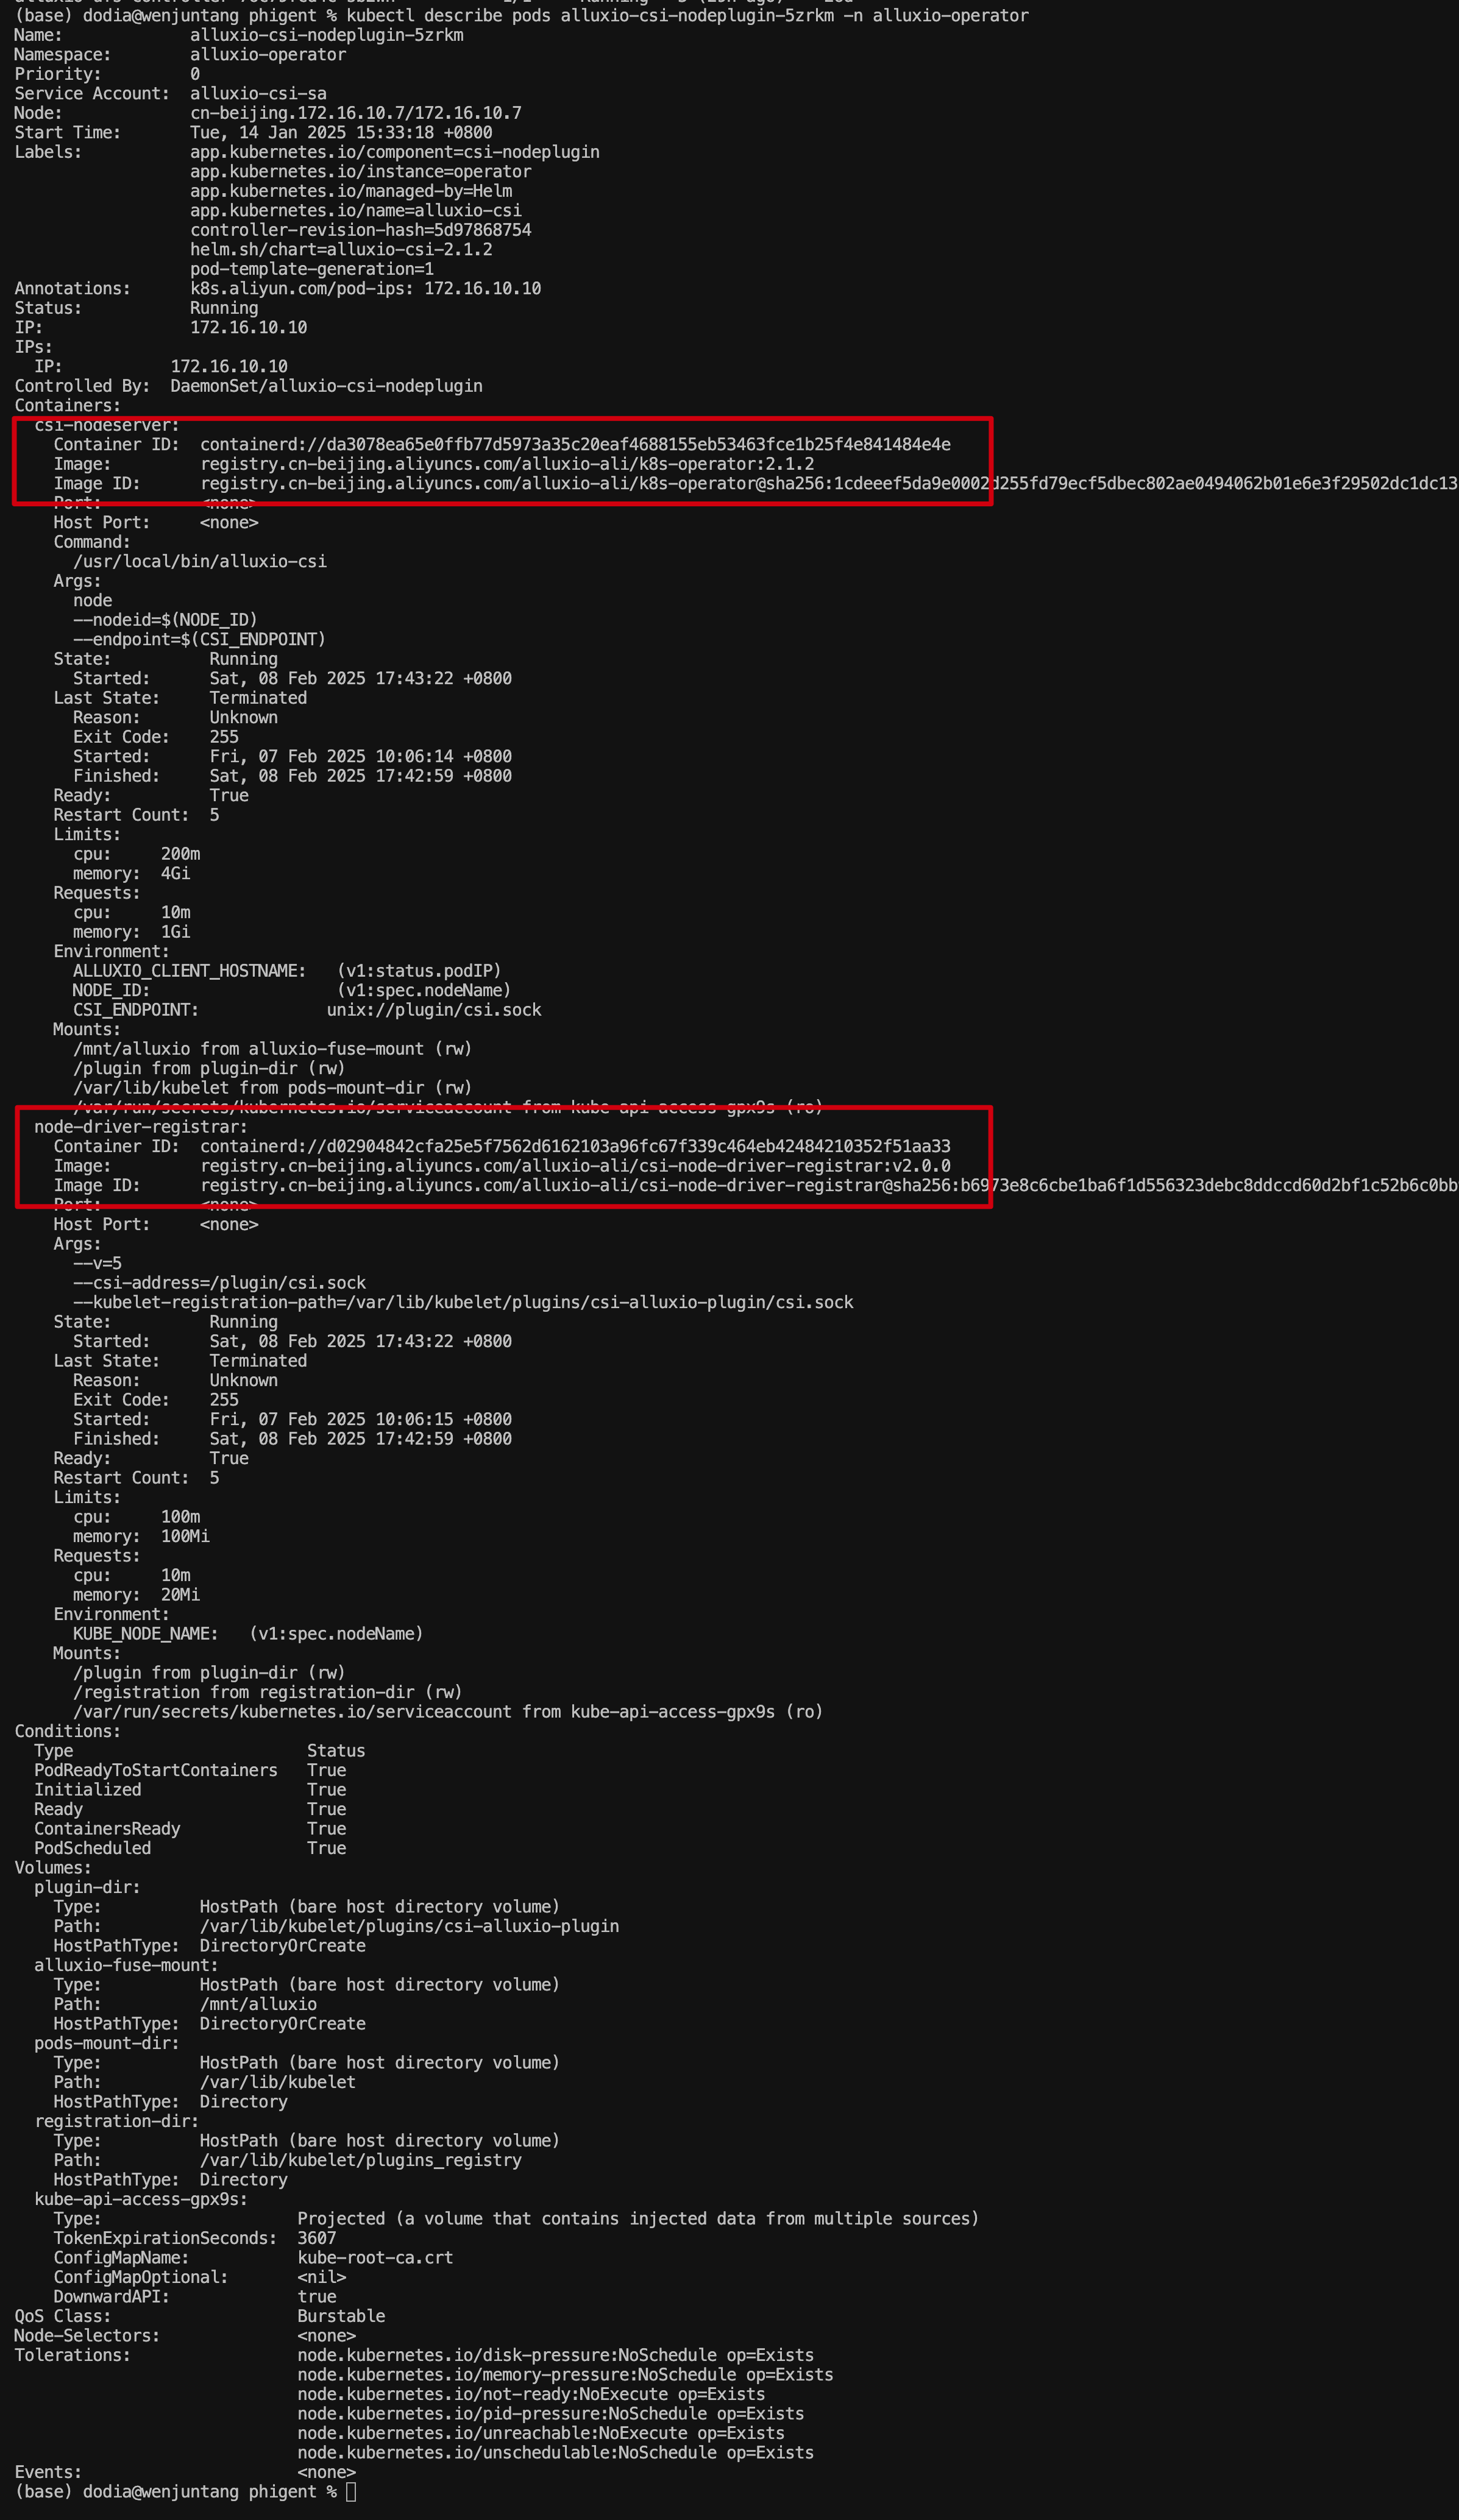 (base) dodia@wenjuntang phigent % kubectl describe pods alluxio-csi-nodeplugin-5zrkm -n alluxio-operator
Name:             alluxio-csi-nodeplugin-5zrkm
Namespace:        alluxio-operator
Priority:         0
Service Account:  alluxio-csi-sa
Node:             cn-beijing.172.16.10.7/172.16.10.7
Start Time:       Tue, 14 Jan 2025 15:33:18 +0800
Labels:           app.kubernetes.io/component=csi-nodeplugin
                  app.kubernetes.io/instance=operator
                  app.kubernetes.io/managed-by=Helm
                  app.kubernetes.io/name=alluxio-csi
                  controller-revision-hash=5d97868754
                  helm.sh/chart=alluxio-csi-2.1.2
                  pod-template-generation=1
Annotations:      k8s.aliyun.com/pod-ips: 172.16.10.10
Status:           Running
IP:               172.16.10.10
IPs:
  IP:           172.16.10.10
Controlled By:  DaemonSet/alluxio-csi-nodeplugin
Containers:
  csi-nodeserver:
    Container ID:  containerd://da3078ea65e0ffb77d5973a35c20eaf4688155eb53463fce1b25f4e841484e4e
    Image:         registry.cn-beijing.aliyuncs.com/alluxio-ali/k8s-operator:2.1.2
    Image ID:      registry.cn-beijing.aliyuncs.com/alluxio-ali/k8s-operator@sha256:1cdeeef5da9e0002d255fd79ecf5dbec802ae0494062b01e6e3f29502dc1dc13
    Port:          <none>
    Host Port:     <none>
    Command:
      /usr/local/bin/alluxio-csi
    Args:
      node
      --nodeid=$(NODE_ID)
      --endpoint=$(CSI_ENDPOINT)
    State:          Running
      Started:      Sat, 08 Feb 2025 17:43:22 +0800
    Last State:     Terminated
      Reason:       Unknown
      Exit Code:    255
      Started:      Fri, 07 Feb 2025 10:06:14 +0800
      Finished:     Sat, 08 Feb 2025 17:42:59 +0800
    Ready:          True
    Restart Count:  5
    Limits:
      cpu:     200m
      memory:  4Gi
    Requests:
      cpu:     10m
      memory:  1Gi
    Environment:
      ALLUXIO_CLIENT_HOSTNAME:   (v1:status.podIP)
      NODE_ID:                   (v1:spec.nodeName)
      CSI_ENDPOINT:             unix://plugin/csi.sock
    Mounts:
      /mnt/alluxio from alluxio-fuse-mount (rw)
      /plugin from plugin-dir (rw)
      /var/lib/kubelet from pods-mount-dir (rw)
      /var/run/secrets/kubernetes.io/serviceaccount from kube-api-access-gpx9s (ro)
  node-driver-registrar:
    Container ID:  containerd://d02904842cfa25e5f7562d6162103a96fc67f339c464eb42484210352f51aa33
    Image:         registry.cn-beijing.aliyuncs.com/alluxio-ali/csi-node-driver-registrar:v2.0.0
    Image ID:      registry.cn-beijing.aliyuncs.com/alluxio-ali/csi-node-driver-registrar@sha256:b6973e8c6cbe1ba6f1d556323debc8ddccd60d2bf1c52b6c0bb
    Port:          <none>
    Host Port:     <none>
    Args:
      --v=5
      --csi-address=/plugin/csi.sock
      --kubelet-registration-path=/var/lib/kubelet/plugins/csi-alluxio-plugin/csi.sock
    State:          Running
      Started:      Sat, 08 Feb 2025 17:43:22 +0800
    Last State:     Terminated
      Reason:       Unknown
      Exit Code:    255
      Started:      Fri, 07 Feb 2025 10:06:15 +0800
      Finished:     Sat, 08 Feb 2025 17:42:59 +0800
    Ready:          True
    Restart Count:  5
    Limits:
      cpu:     100m
      memory:  100Mi
    Requests:
      cpu:     10m
      memory:  20Mi
    Environment:
      KUBE_NODE_NAME:   (v1:spec.nodeName)
    Mounts:
      /plugin from plugin-dir (rw)
      /registration from registration-dir (rw)
      /var/run/secrets/kubernetes.io/serviceaccount from kube-api-access-gpx9s (ro)
Conditions:
  Type                        Status
  PodReadyToStartContainers   True
  Initialized                 True
  Ready                       True
  ContainersReady             True
  PodScheduled                True
Volumes:
  plugin-dir:
    Type:          HostPath (bare host directory volume)
    Path:          /var/lib/kubelet/plugins/csi-alluxio-plugin
    HostPathType:  DirectoryOrCreate
  alluxio-fuse-mount:
    Type:          HostPath (bare host directory volume)
    Path:          /mnt/alluxio
    HostPathType:  DirectoryOrCreate
  pods-mount-dir:
    Type:          HostPath (bare host directory volume)
    Path:          /var/lib/kubelet
    HostPathType:  Directory
  registration-dir:
    Type:          HostPath (bare host directory volume)
    Path:          /var/lib/kubelet/plugins_registry
    HostPathType:  Directory
  kube-api-access-gpx9s:
    Type:                    Projected (a volume that contains injected data from multiple sources)
    TokenExpirationSeconds:  3607
    ConfigMapName:           kube-root-ca.crt
    ConfigMapOptional:       <nil>
    DownwardAPI:             true
QoS Class:                   Burstable
Node-Selectors:              <none>
Tolerations:                 node.kubernetes.io/disk-pressure:NoSchedule op=Exists
                             node.kubernetes.io/memory-pressure:NoSchedule op=Exists
                             node.kubernetes.io/not-ready:NoExecute op=Exists
                             node.kubernetes.io/pid-pressure:NoSchedule op=Exists
                             node.kubernetes.io/unreachable:NoExecute op=Exists
                             node.kubernetes.io/unschedulable:NoSchedule op=Exists
Events:                      <none>
(base) dodia@wenjuntang phigent %